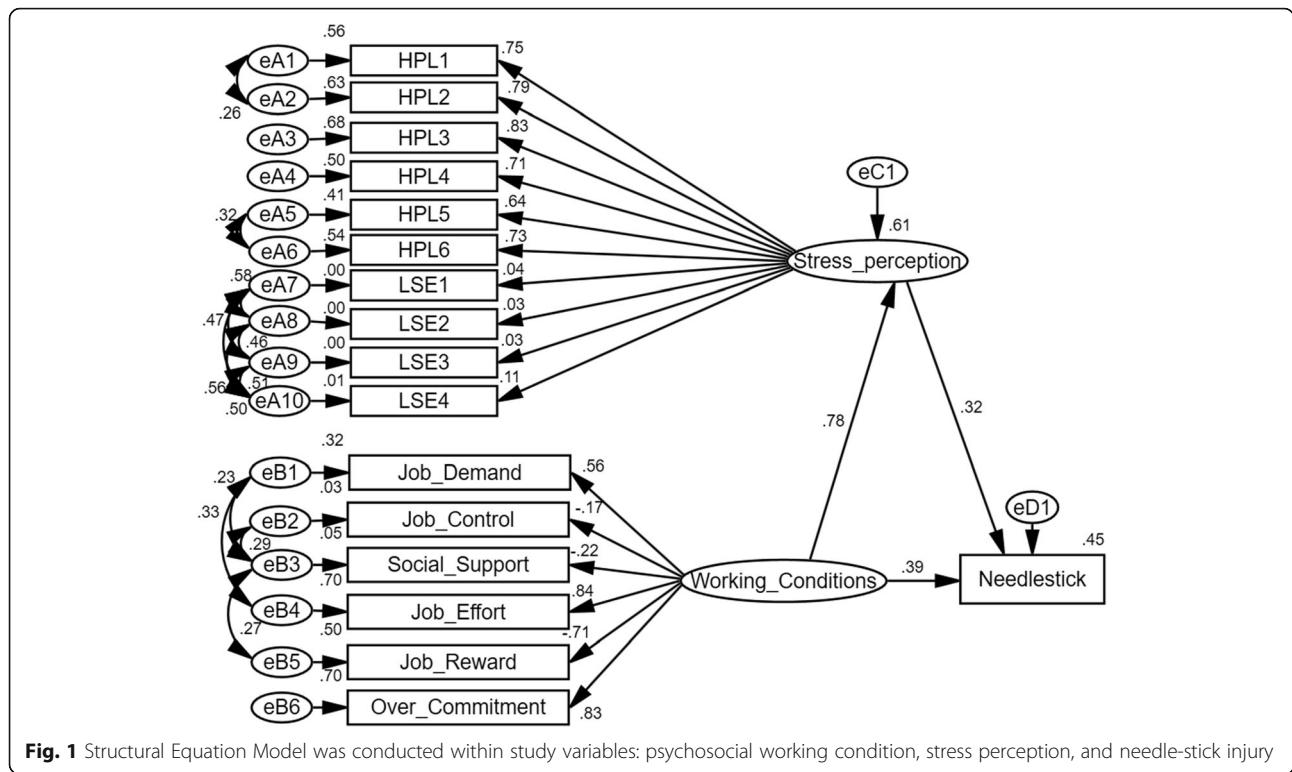 .56
eA1 HPL1 .75
.63
eA2 HPL2 .79
.26
.68
eA3 HPL3 .83
.50
eA4 HPL4 .71
.41
eA5 HPL5 .64
.32
.54
eA6 HPL6 .73
.00
eA7 LSE1 .04
.58
.00
eA8 LSE2 .03
.47
.46
.00
eA9 LSE3 .03
.56
.51
.01
eA10 LSE4 .11
.50
eC1
.61
Stress_perception
.78
.32
.32
eB1 Job_Demand .56
.23
.03
eB2 Job_Control -.17
.33
.05
.29
eB3 Social_Support -.22
.70
eB4 Job_Effort .84
.27
.50
eB5 Job_Reward -.71
.70
eB6 Over_Commitment .83
Working_Conditions
.39
eD1
.45
Needlestick
Fig. 1 Structural Equation Model was conducted within study variables: psychosocial working condition, stress perception, and needle-stick injury